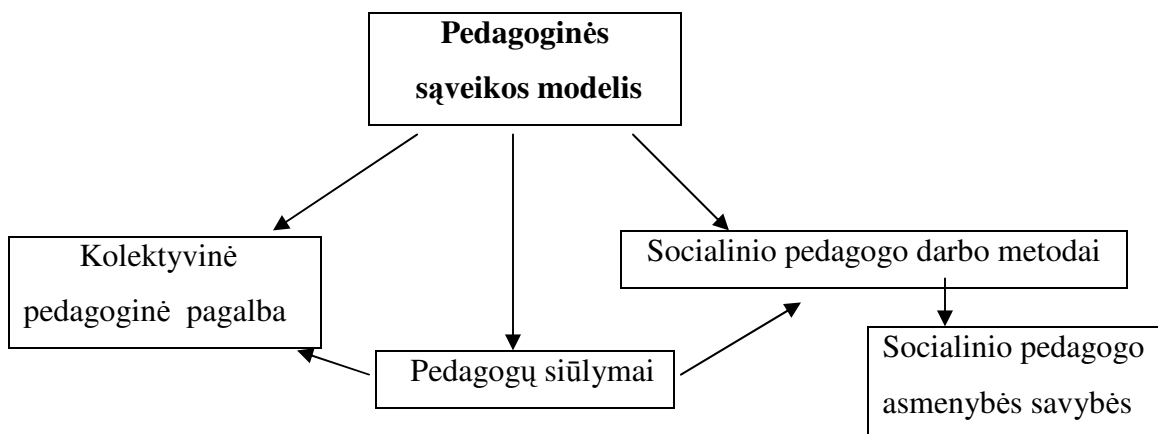 Pedagoginės
sąveikos modelis
Kolektyvinė
pedagoginė pagalba
Socialinio pedagogo darbo metodai
Pedagogų siūlymai
Socialinio pedagogo
asmenybės savybės